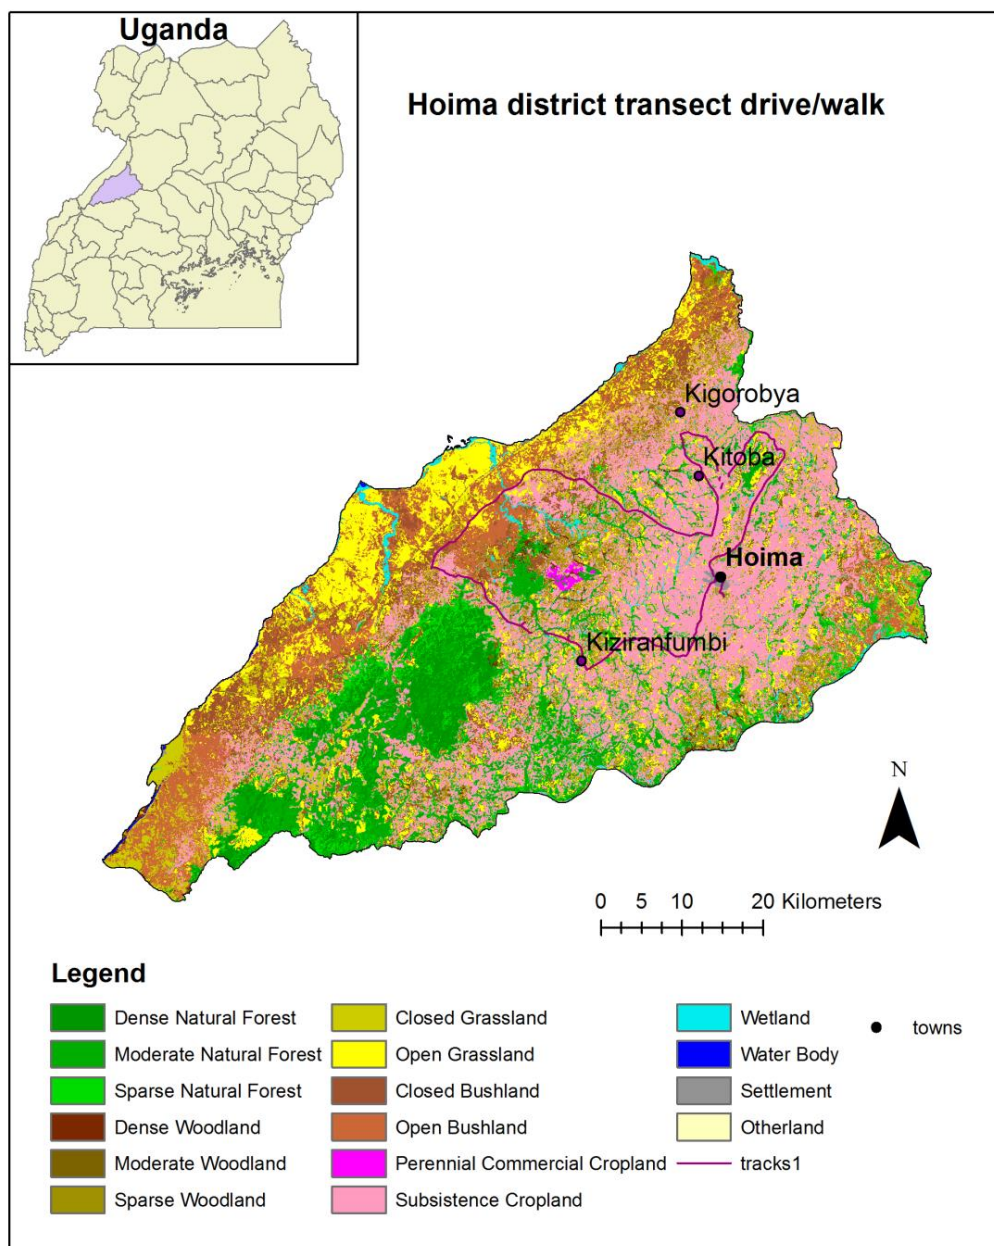 Uganda
Hoima district transect drive/walk
Kigorobya
Kitoba
Hoima
Kiziranfumbi
N
0 5 10 20 Kilometers
Legend
Dense Natural Forest
Moderate Natural Forest
Sparse Natural Forest
Dense Woodland
Moderate Woodland
Sparse Woodland
Closed Grassland
Open Grassland
Closed Bushland
Open Bushland
Perennial Commercial Cropland
Subsistence Cropland
Wetland
Water Body
Settlement
Otherland
tracks1
towns